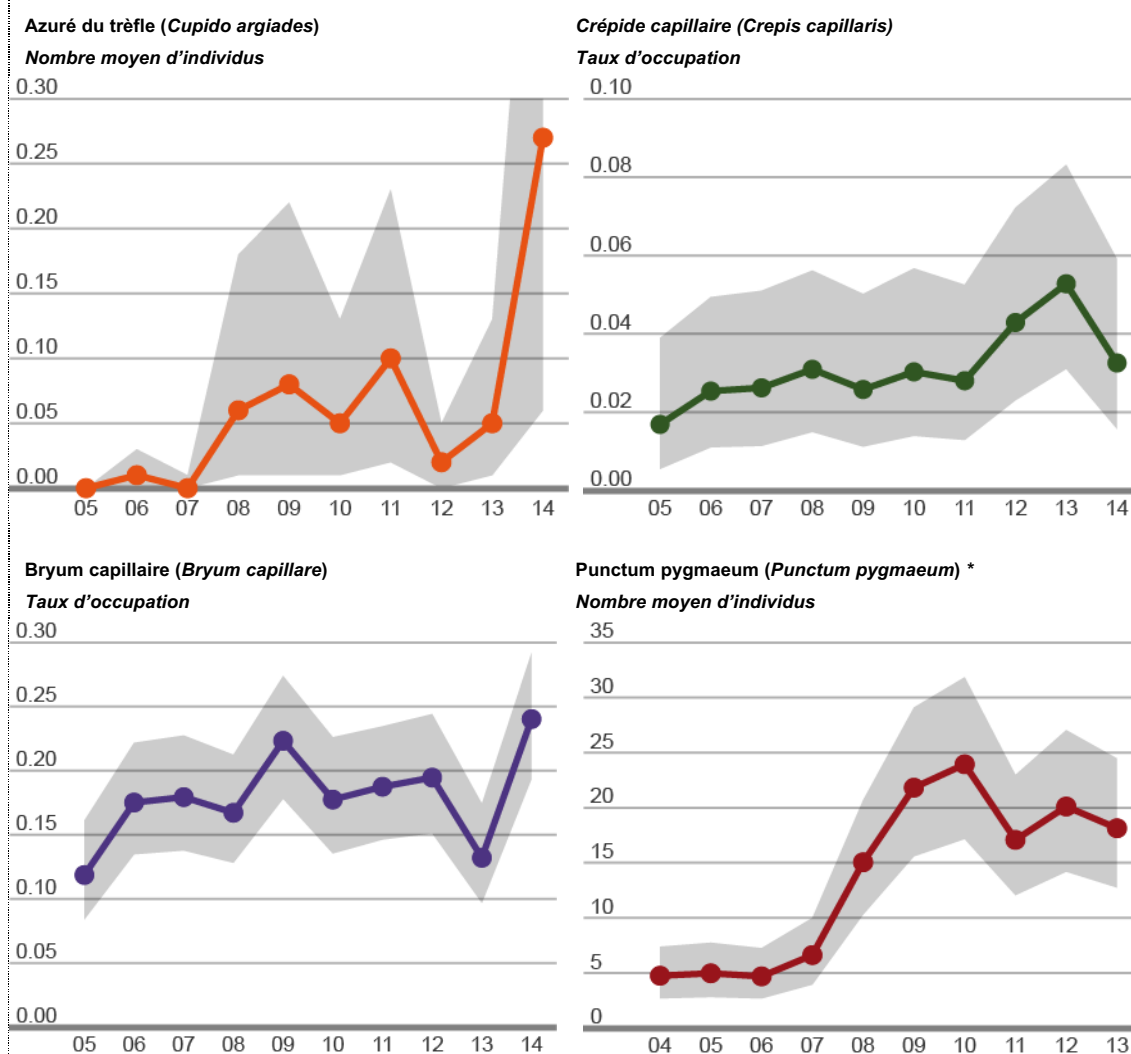 Azuré du trèfle (Cupido argiades)
Nombre moyen d’individus
0.30
0.25
0.20
0.15
0.10
0.05
0.00
05 06 07 08 09 10 11 12 13 14
Crépide capillaire (Crepis capillaris)
Taux d’occupation
0.10
0.08
0.06
0.04
0.02
0.00
05 06 07 08 09 10 11 12 13 14
Bryum capillaire (Bryum capillare)
Taux d’occupation
0.30
0.25
0.20
0.15
0.10
0.05
0.00
05 06 07 08 09 10 11 12 13 14
Punctum pygmaeum (Punctum pygmaeum) *
Nombre moyen d’individus
35
30
25
20
15
10
5
0
04 05 06 07 08 09 10 11 12 13